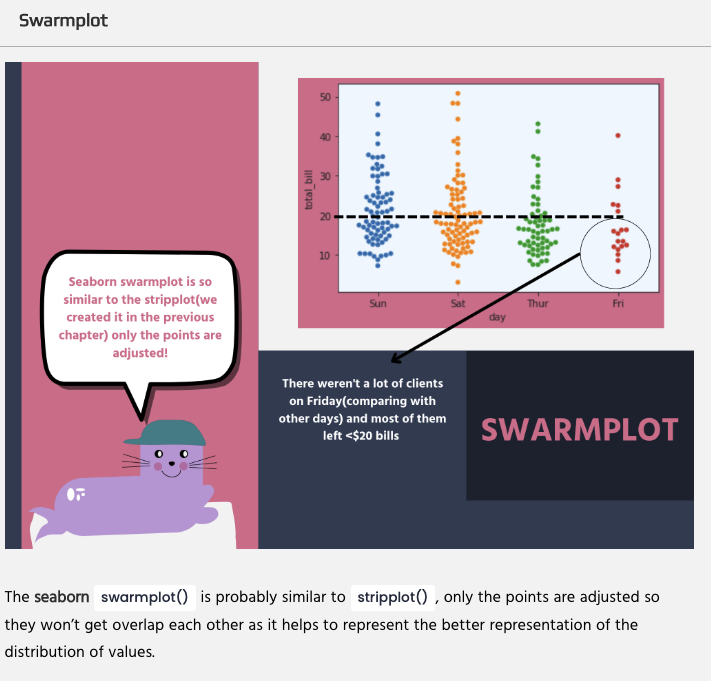 Swarmplot
50
40
30
20
10
total_bill
Sun Sat Thur Fri
day
Seaborn swarmplot is so
similar to the stripplot(we
created it in the previous
chapter) only the points are
adjusted!
There weren't a lot of clients
on Friday(comparing with
other days) and most of them
left <$20 bills
SWARMPLOT
The seaborn swarmplot() is probably similar to stripplot(), only the points are adjusted so
they won’t get overlap each other as it helps to represent the better representation of the
distribution of values.